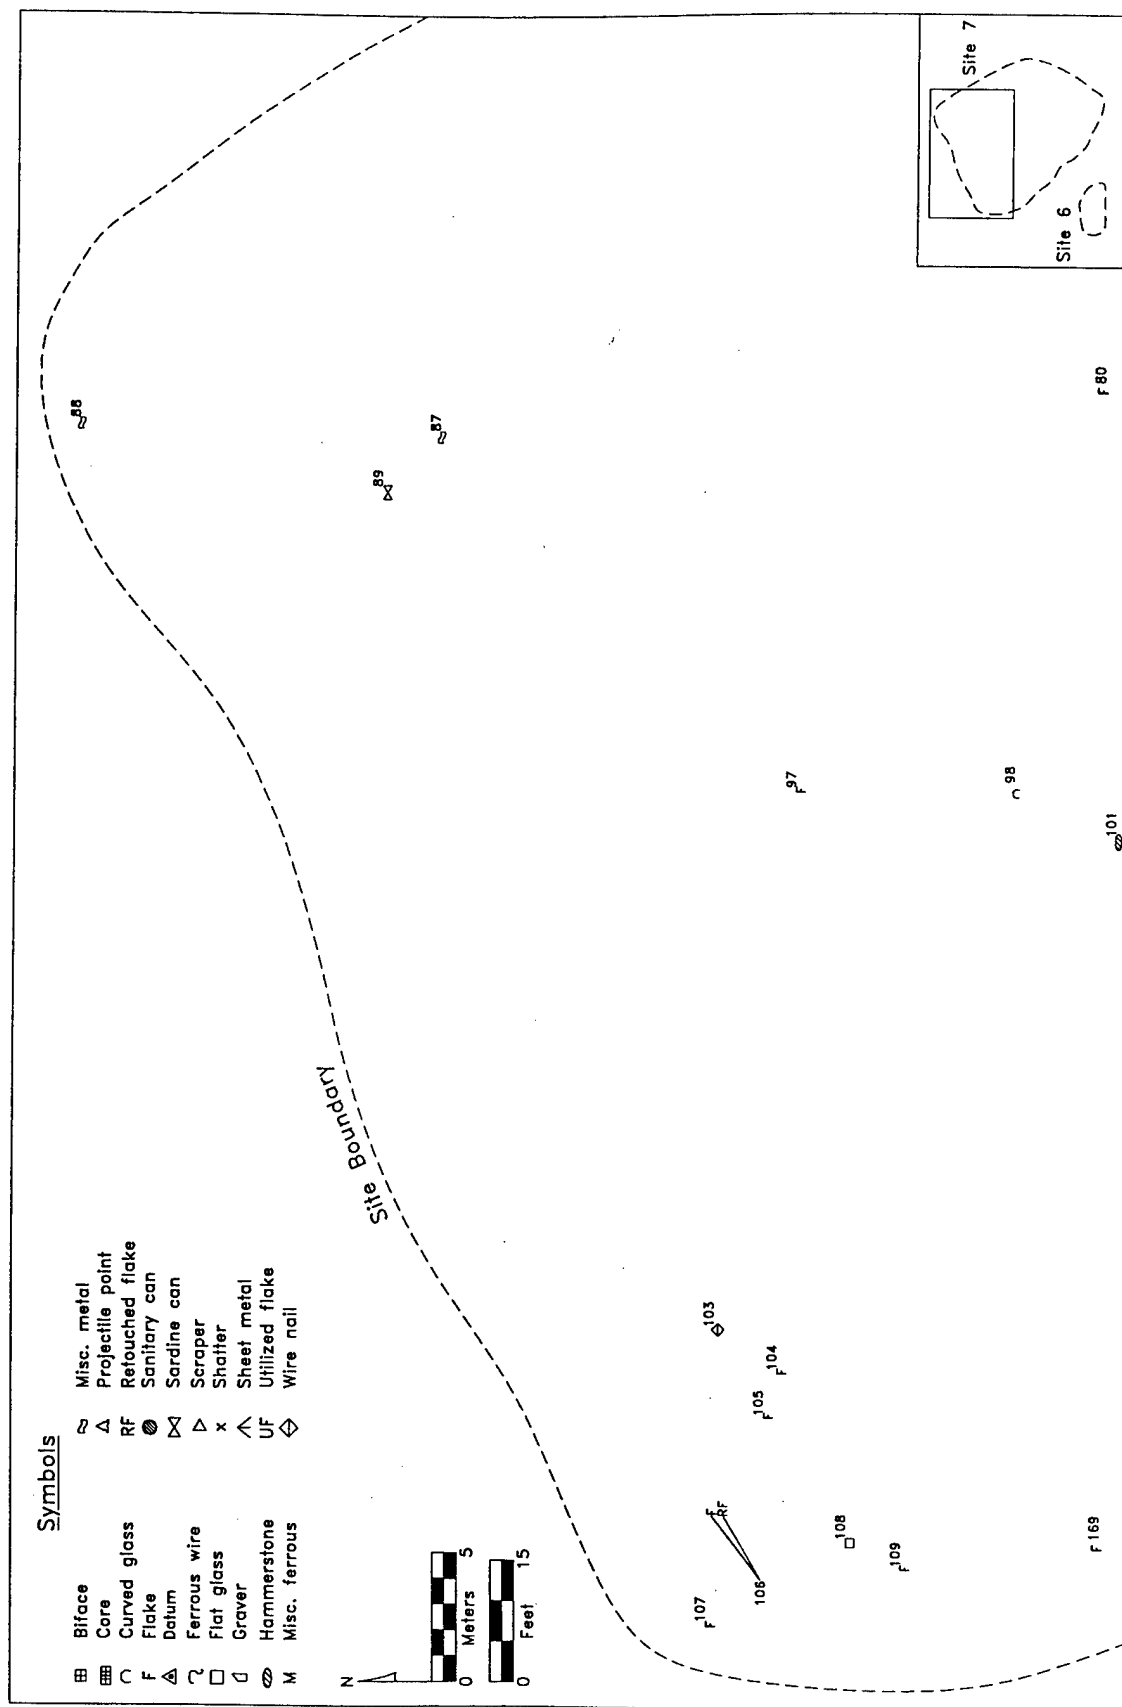 Symbols
Biface
Core
Curved glass
F Flake
Datum
Ferrous wire
Flat glass
Graver
Hammerstone
M Misc. ferrous
Misc. metal
Projectile point
RF Retouched flake
Sanitary can
Sardine can
Scraper
x Shatter
Sheet metal
UF Utilized flake
Wire nail
N
0 5
Meters
0 15
Feet
Site Boundary
88
89
87
F 97
98
101
F 80
103
F 104
F 105
F
RF
106
F 107
108
F 109
F 169
Site 7
Site 6